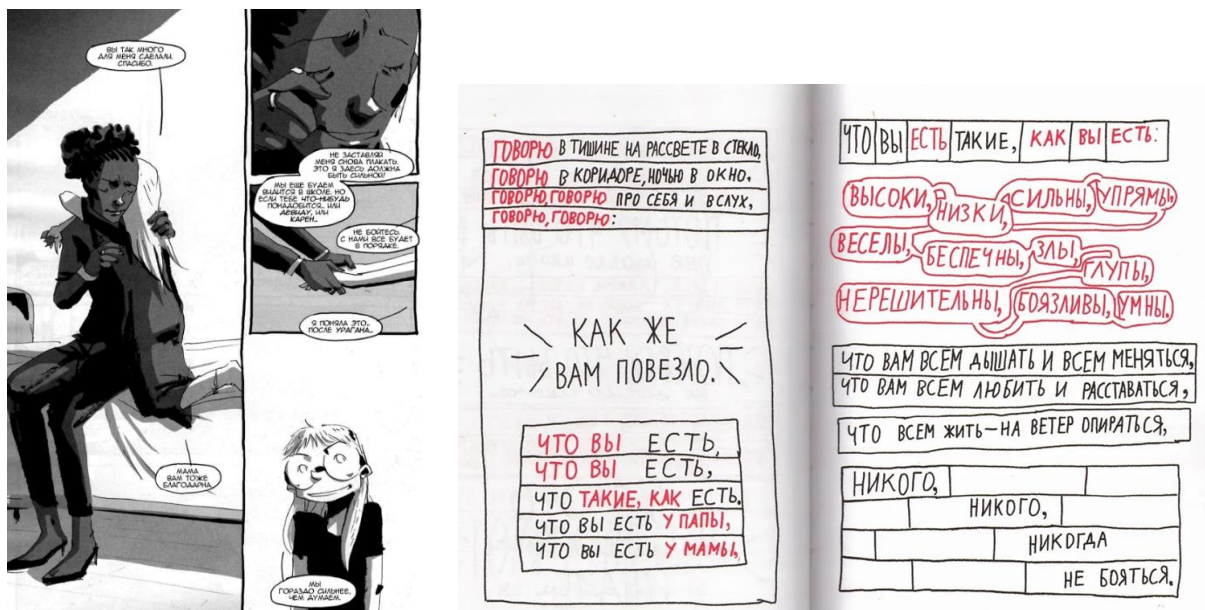 ВЫ ТАК МНОГО
ДЛЯ МЕНЯ СДЕЛАЛИ.
СПАСИБО.
МАМА
ВАМ ТОЖЕ
БЛАГОДАРНА.
НЕ ЗАСТАВЛЯЙ
МЕНЯ СНОВА ПЛАКАТЬ.
ЭТО Я ЗДЕСЬ ДОЛЖНА
БЫТЬ СИЛЬНОЙ!
МЫ ЕЩЕ БУДЕМ
ВИДИТСЯ В ШКОЛЕ, НО
ЕСЛИ ТЕБЕ ЧТО-НИБУДЬ
ПОНАДОБИТСЯ... ИЛИ
ДЕВИДУ, ИЛИ
КАРЕН...
НЕ БОЙТЕСЬ.
С НАМИ ВСЕ БУДЕТ
В ПОРЯДКЕ.
Я ПОНЯЛА ЭТО...
ПОСЛЕ УРАГАНА...
МЫ
ГОРАЗДО СИЛЬНЕЕ,
ЧЕМ ДУМАЕМ.
ГОВОРЮ В ТИШИНЕ НА РАССВЕТЕ В СТЕКЛО,
ГОВОРЮ В КОРИДОРЕ, НОЧЬЮ В ОКНО,
ГОВОРЮ, ГОВОРЮ ПРО СЕБЯ И ВСЛУХ,
ГОВОРЮ, ГОВОРЮ:
КАК ЖЕ
ВАМ ПОВЕЗЛО.
ЧТО ВЫ ЕСТЬ,
ЧТО ВЫ ЕСТЬ,
ЧТО ТАКИЕ, КАК ЕСТЬ.
ЧТО ВЫ ЕСТЬ У ПАПЫ,
ЧТО ВЫ ЕСТЬ У МАМЫ,
ЧТО ВЫ ЕСТЬ ТАКИЕ, КАК ВЫ ЕСТЬ:
ВЫСОКИ, НИЗКИ, СИЛЬНЫ, УПРЯМЫ,
ВЕСЕЛЫ, БЕСПЕЧНЫ, ЗЛЫ, ГЛУПЫ,
НЕРЕШИТЕЛЬНЫ, БОЯЗЛИВЫ, УМНЫ.
ЧТО ВАМ ВСЕМ ДЫШАТЬ И ВСЕМ МЕНЯТЬСЯ,
ЧТО ВАМ ВСЕМ ЛЮБИТЬ И РАССТАВАТЬСЯ,
ЧТО ВСЕМ ЖИТЬ — НА ВЕТЕР ОПИРАТЬСЯ,
НИКОГО,
НИКОГО,
НИКОГДА
НЕ БОЯТЬСЯ.